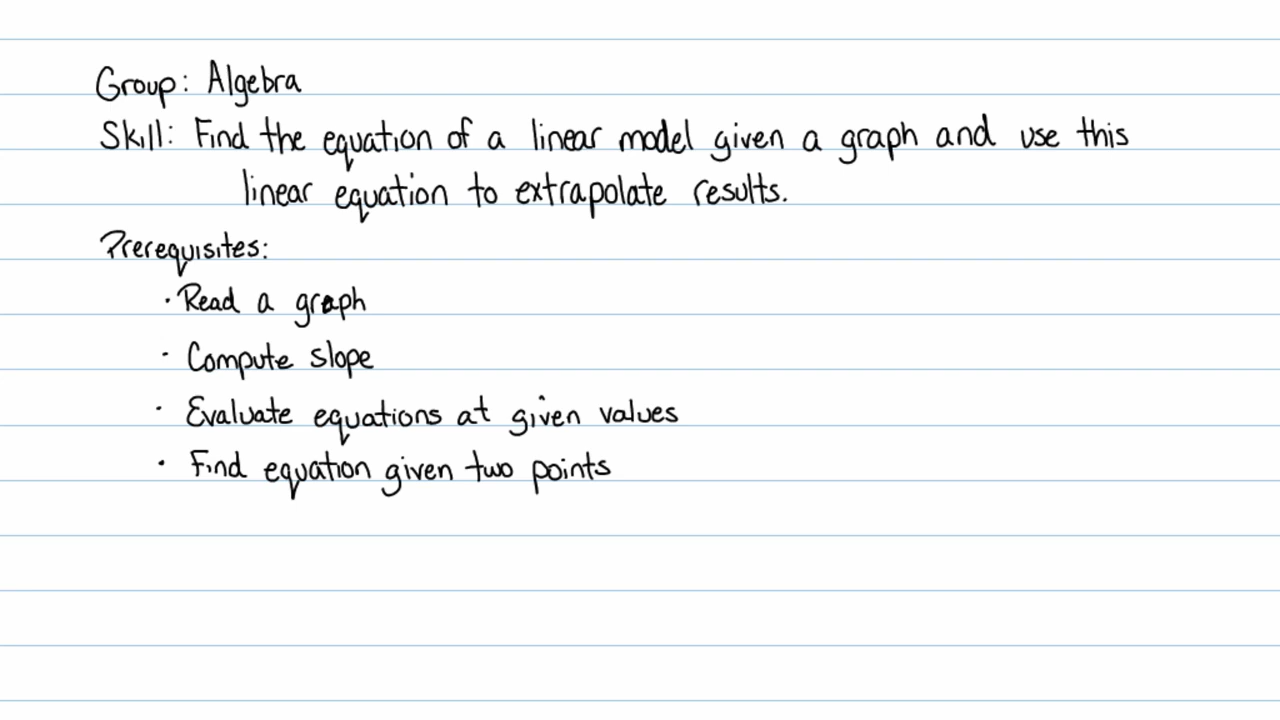 Group: Algebra
Skill: Find the equation of a linear model given a graph and use this
linear equation to extrapolate results.
Prerequisites:
· Read a graph
· Compute slope
· Evaluate equations at given values
· Find equation given two points